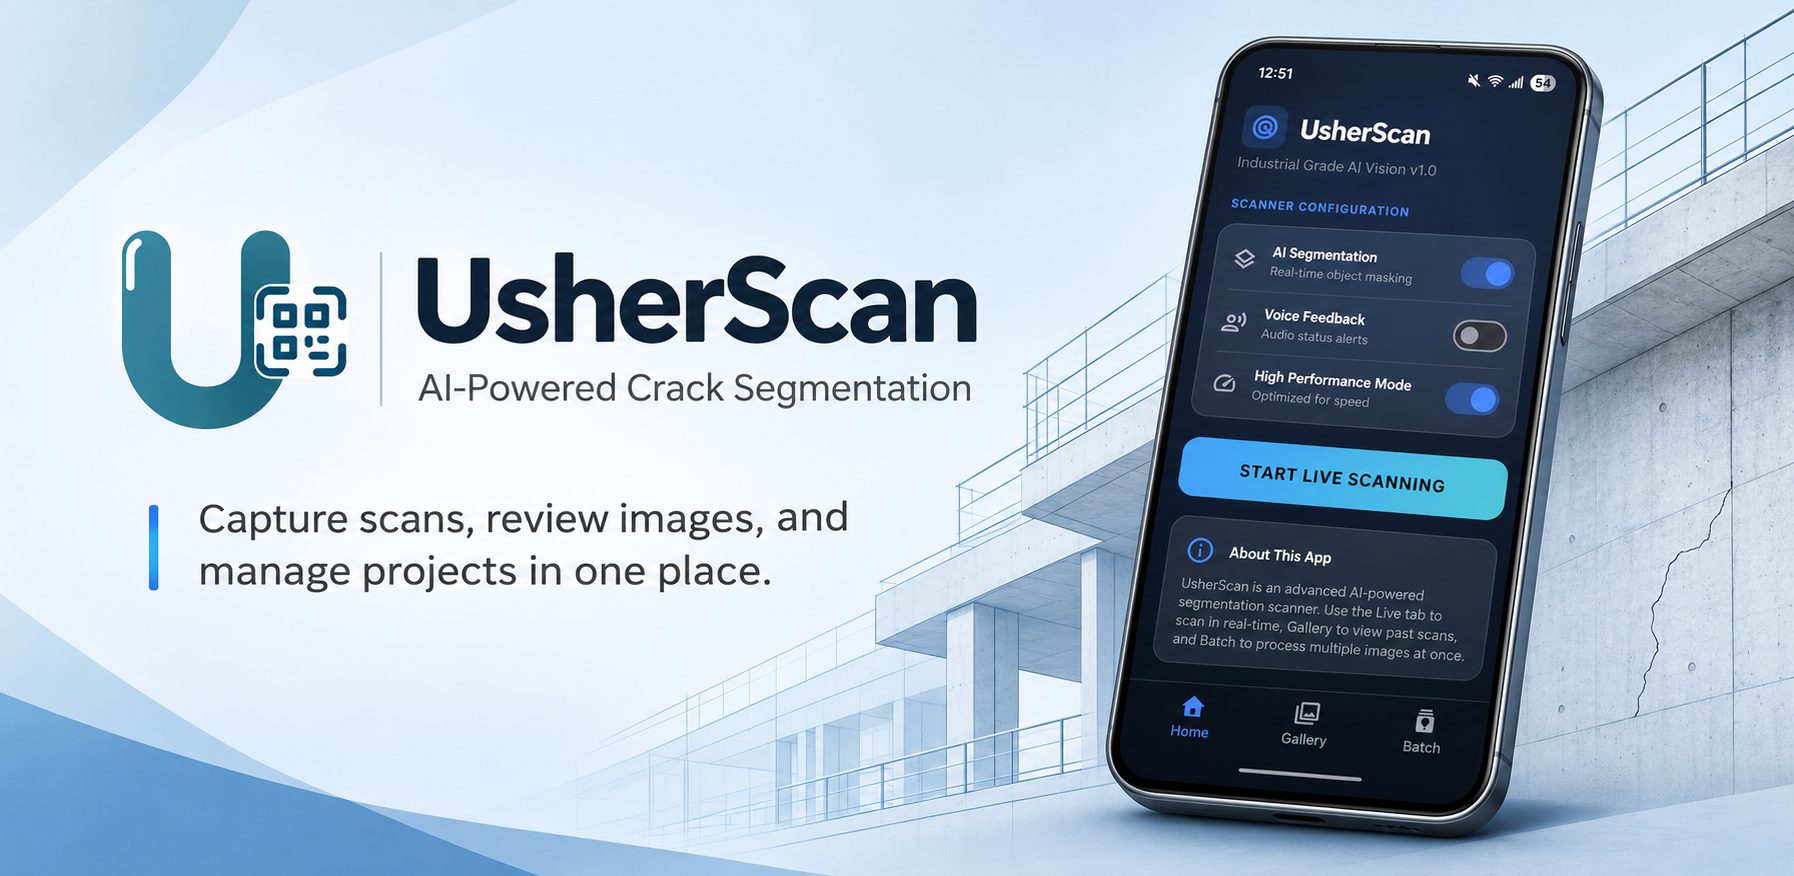 UsherScan
AI-Powered Crack Segmentation
Capture scans, review images, and
manage projects in one place.
12:51
54
UsherScan
Industrial Grade AI Vision v1.0
SCANNER CONFIGURATION
AI Segmentation
Real-time object masking
Voice Feedback
Audio status alerts
High Performance Mode
Optimized for speed
START LIVE SCANNING
About This App
UsherScan is an advanced AI-powered
segmentation scanner. Use the Live tab to
scan in real-time, Gallery to view past scans,
and Batch to process multiple images at once.
Home
Gallery
Batch